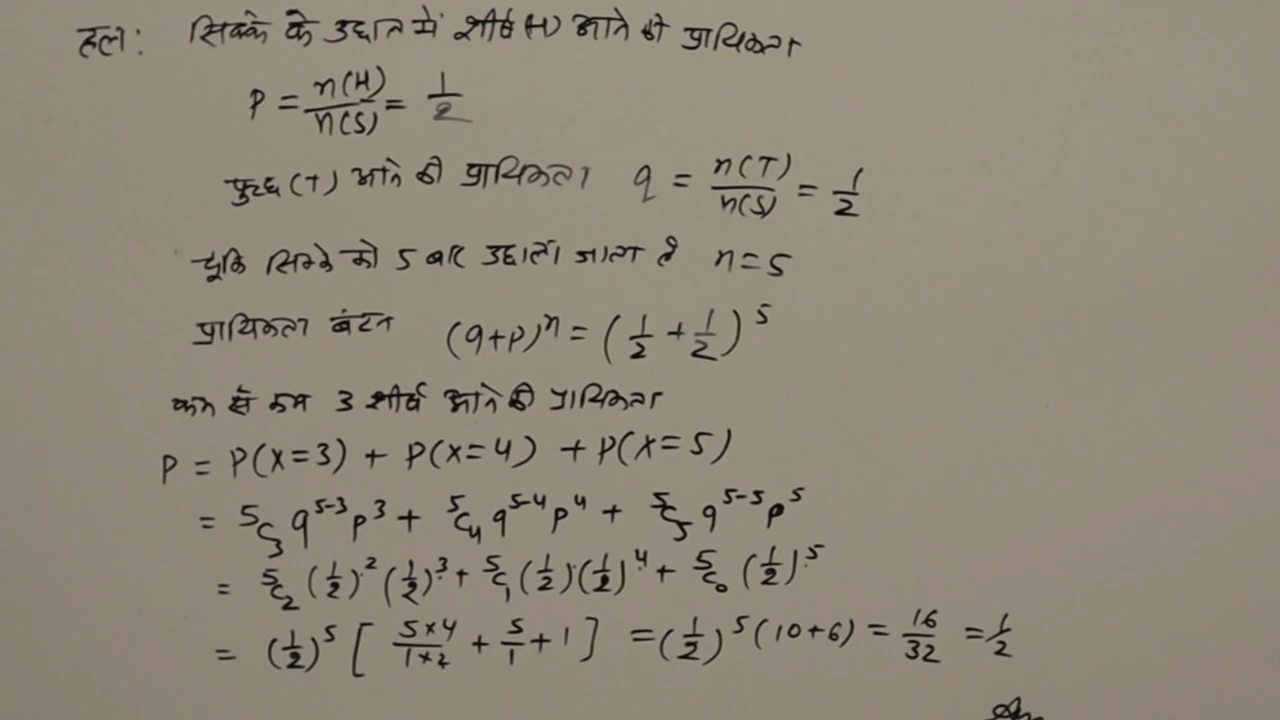 हल: सिक्के के उछाल में शीर्ष (H) आने की प्रायिकता
P = n(H)/n(S) = 1/2
पुच्छ (T) आने की प्रायिकता q = n(T)/n(S) = 1/2
चूंकि सिक्के को 5 बार उछाला जाता है n=5
प्रायिकता बंटन (q+p)^n = (1/2 + 1/2)^5
कम से कम 3 शीर्ष आने की प्रायिकता
P = P(X=3) + P(X=4) + P(X=5)
= ⁵C₃ q^(5-3) p³ + ⁵C₄ q^(5-4) p⁴ + ⁵C₅ q^(5-5) p⁵
= ⁵C₂ (1/2)² (1/2)³ + ⁵C₁ (1/2) (1/2)⁴ + ⁵C₀ (1/2)⁵
= (1/2)⁵ [ 5×4/1×2 + 5/1 + 1 ] = (1/2)⁵ (10+6) = 16/32 = 1/2